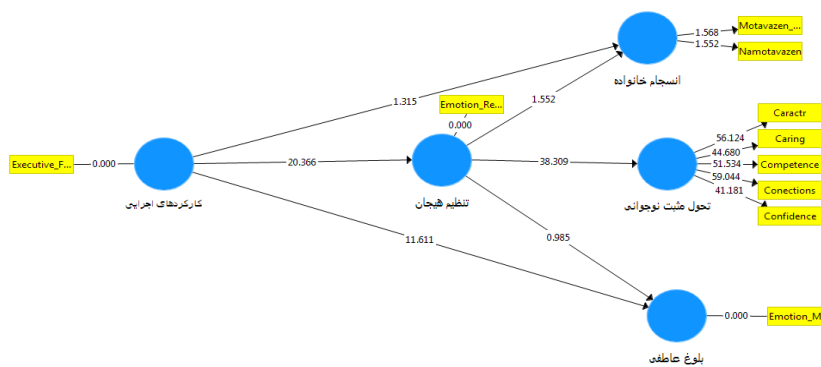 Motavazen_...
1.568
1.552
Namotavazen
انسجام خانواده
1.315
Emotion_Re...
1.552
0.000
Caractr
56.124
Caring
44.680
Executive_F...
0.000
20.366
38.309
51.534
Competence
59.044
Conections
41.181
Confidence
کارکردهای اجرایی
تنظیم هیجان
تحول مثبت نوجوانی
11.611
0.985
0.000
Emotion_M
بلوغ عاطفی